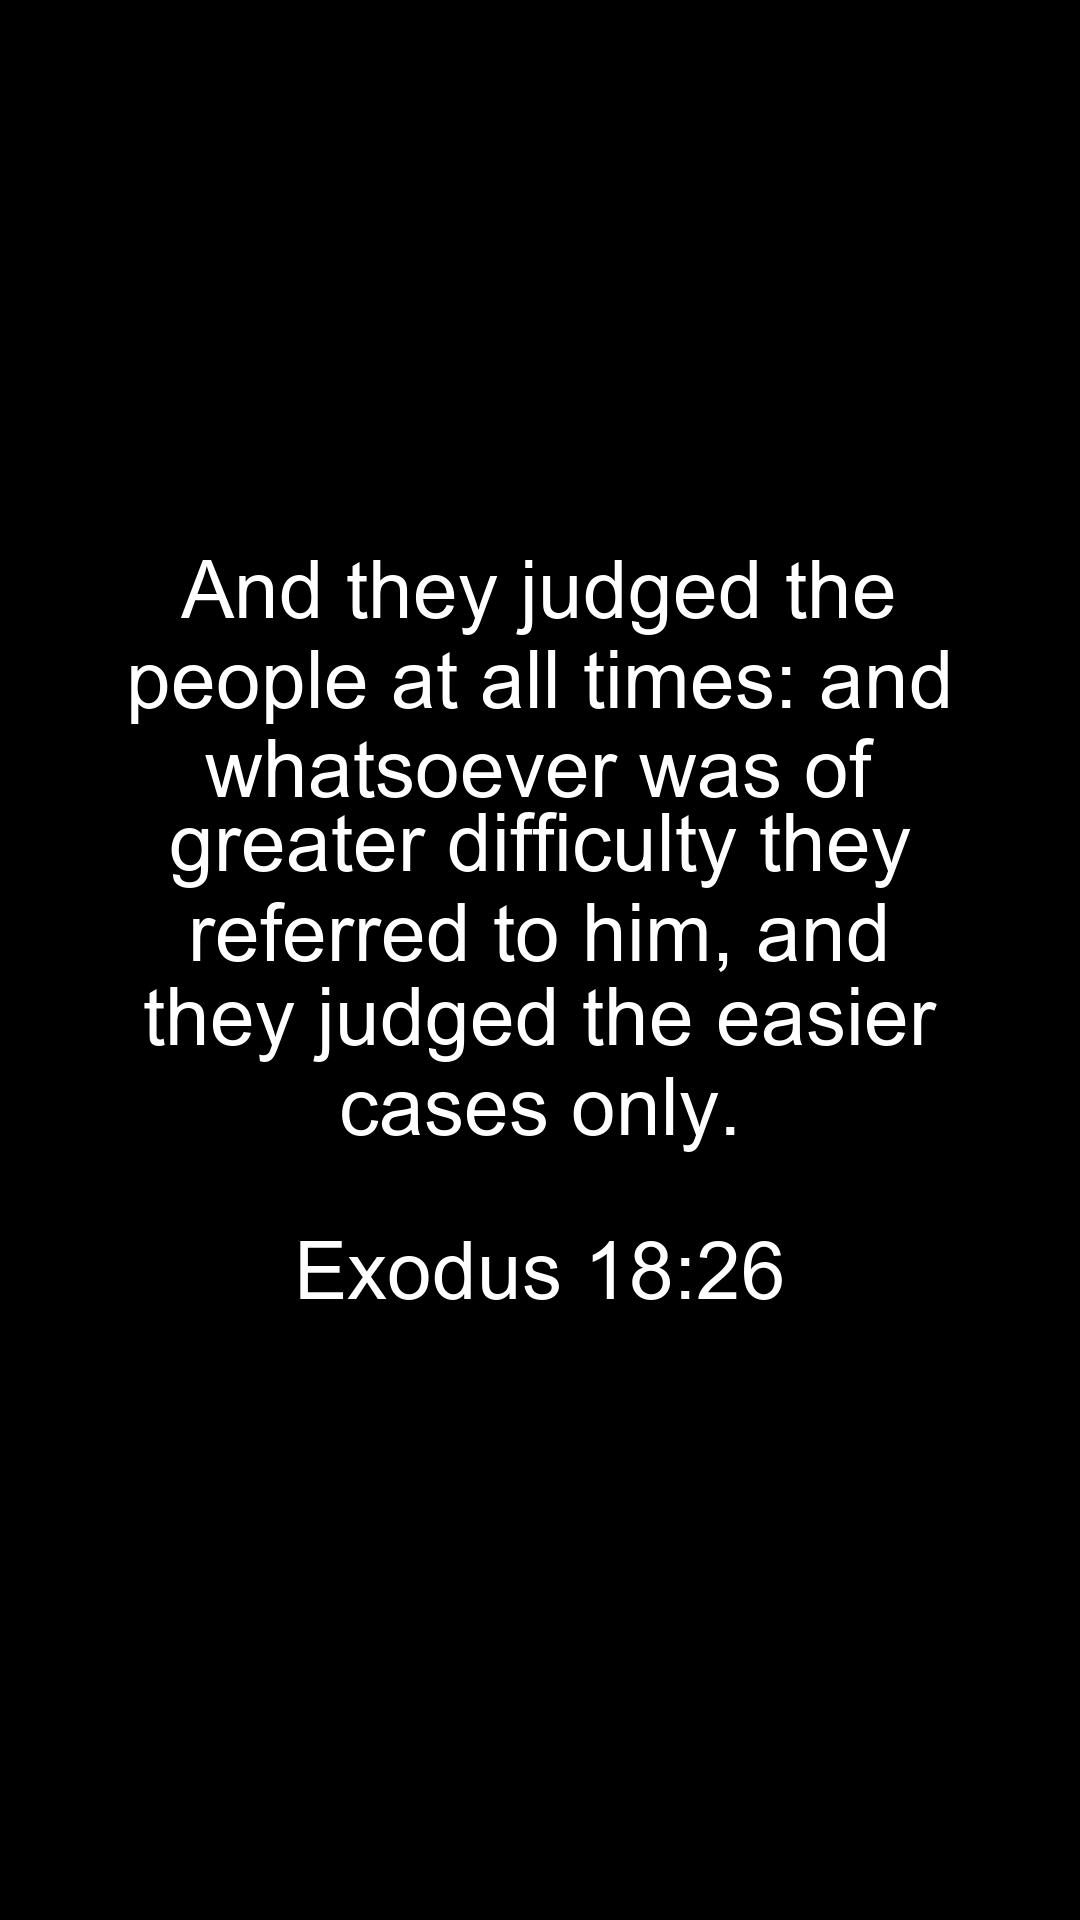 And they judged the
people at all times: and
whatsoever was of
greater difficulty they
referred to him, and
they judged the easier
cases only.
Exodus 18:26